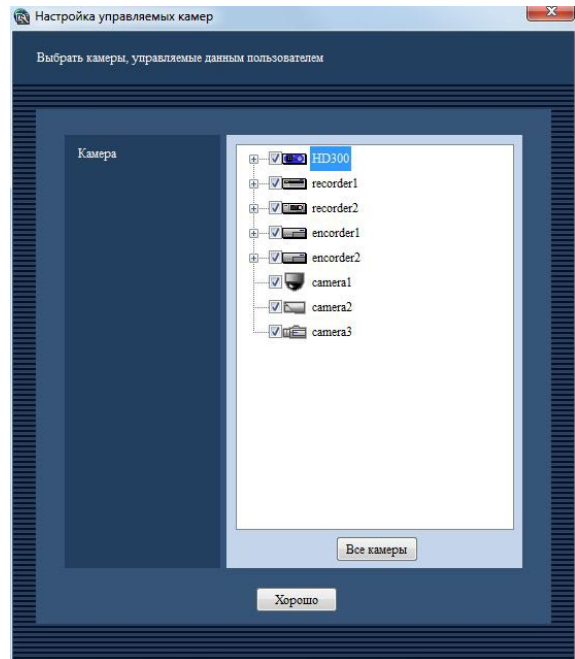 Настройка управляемых камер
Выбрать камеры, управляемые данным пользователем
Камера
HD300
recorder1
recorder2
encorder1
encorder2
camera1
camera2
camera3
Все камеры
Хорошо